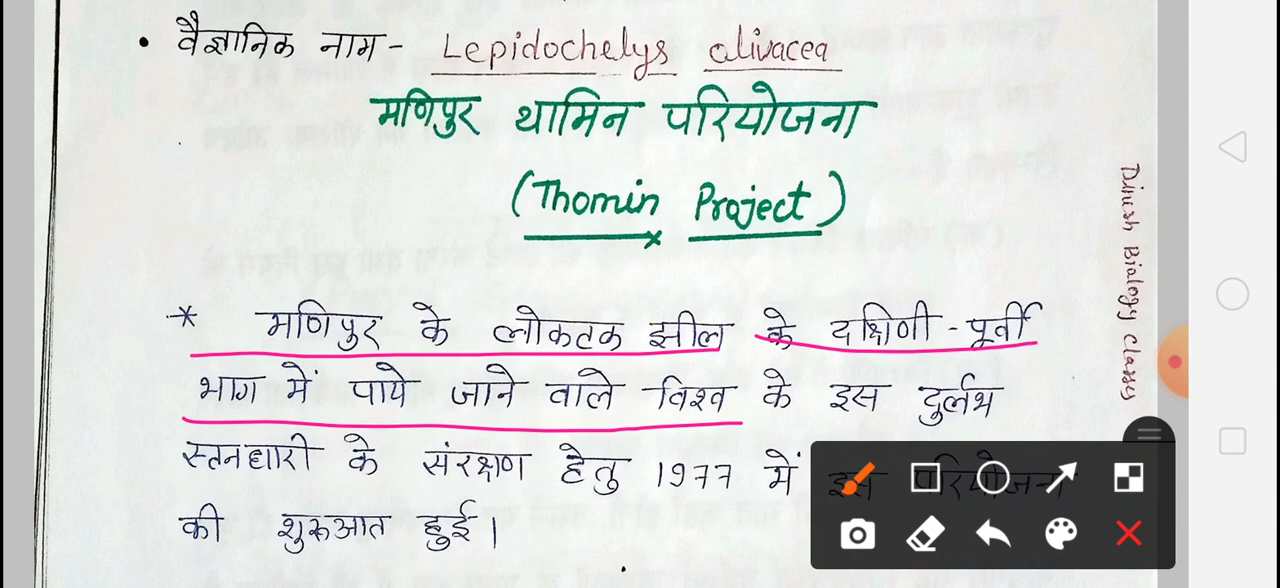 • वैज्ञानिक नाम - Lepidochelys olivacea
मणिपुर थामिन परियोजना
(Thomin Project)
* मणिपुर के लोकटक झील के दक्षिणी - पूर्वी
भाग में पाये जाने वाले विश्व के इस दुर्लभ
स्तनधारी के संरक्षण हेतु 1977 में इस परियोजना
की शुरूआत हुई।
Dinesh Biology Classes